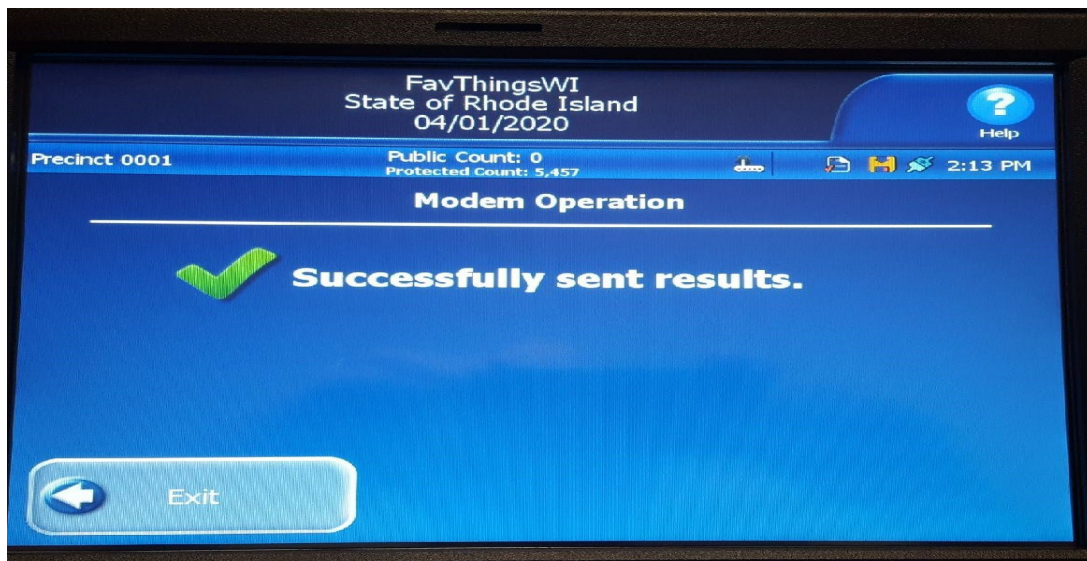 FavThingsWI
State of Rhode Island
04/01/2020
Help
Precinct 0001
Public Count: 0
Protected Count: 5,457
2:13 PM
Modem Operation
Successfully sent results.
Exit